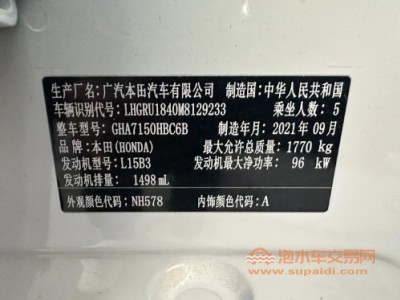 生产厂名: 广汽本田汽车有限公司 制造国: 中华人民共和国
车辆识别代号: LHGRU1840M8129233 乘坐人数: 5
整车型号: GHA7150HBC6B 制造年月: 2021年09月
品牌: 本田(HONDA) 最大允许总质量: 1770 kg
发动机型号: L15B3 发动机最大净功率: 96 kW
发动机排量: 1498 mL
外观颜色代码: NH578 内饰颜色代码: A
泡水车交易网
www.supaidi.com